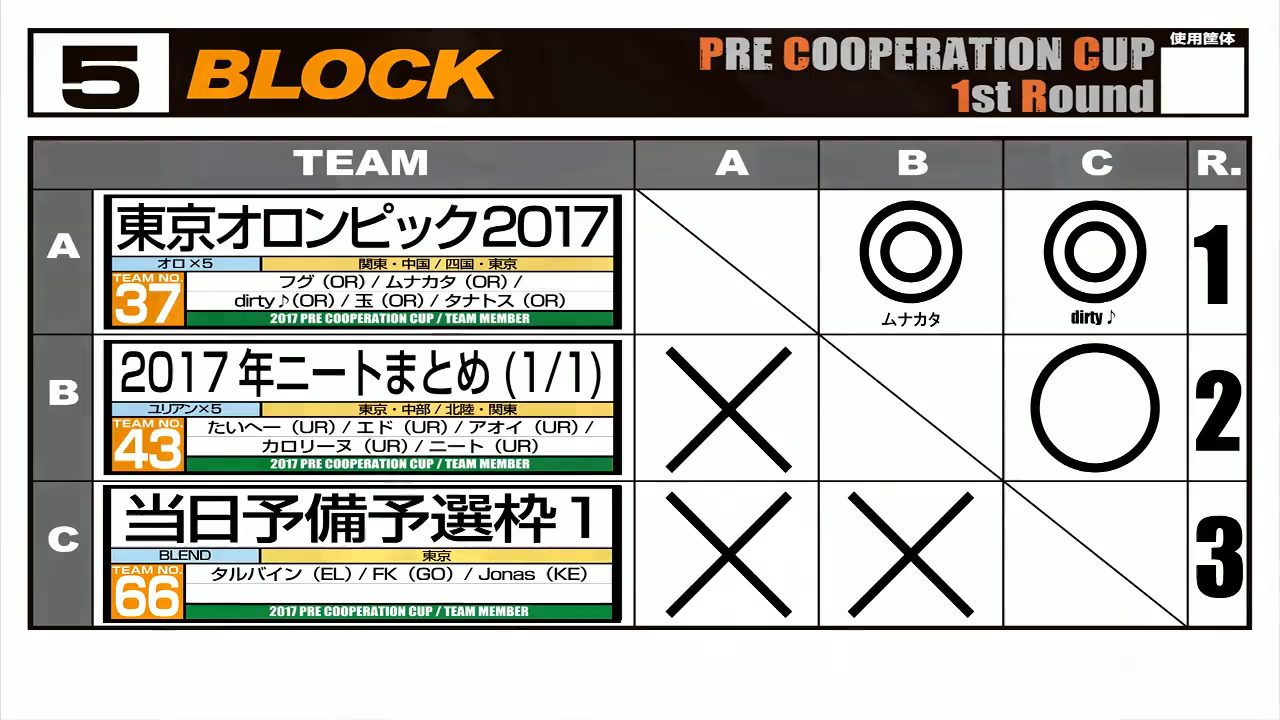 5 BLOCK
PRE COOPERATION CUP
1st Round
使用筐体
TEAM A B C R.
A
東京オロンピック2017
オロ×5 関東・中国 / 四国・東京
TEAM NO.
37
フグ（OR）/ ムナカタ（OR）/
dirty♪(OR) / 玉（OR）/ タナトス（OR）
2017 PRE COOPERATION CUP / TEAM MEMBER
ムナカタ
dirty♪
1
B
2017年ニートまとめ (1/1)
ユリアン×5 東京・中部 / 北陸・関東
TEAM NO.
43
たいへー（UR）/ エド（UR）/ アオイ（UR）/
カロリーヌ（UR）/ ニート（UR）
2017 PRE COOPERATION CUP / TEAM MEMBER
2
C
当日予備予選枠1
BLEND 東京
TEAM NO.
66
タルバイン（EL）/ FK（GO）/ Jonas（KE）
2017 PRE COOPERATION CUP / TEAM MEMBER
3